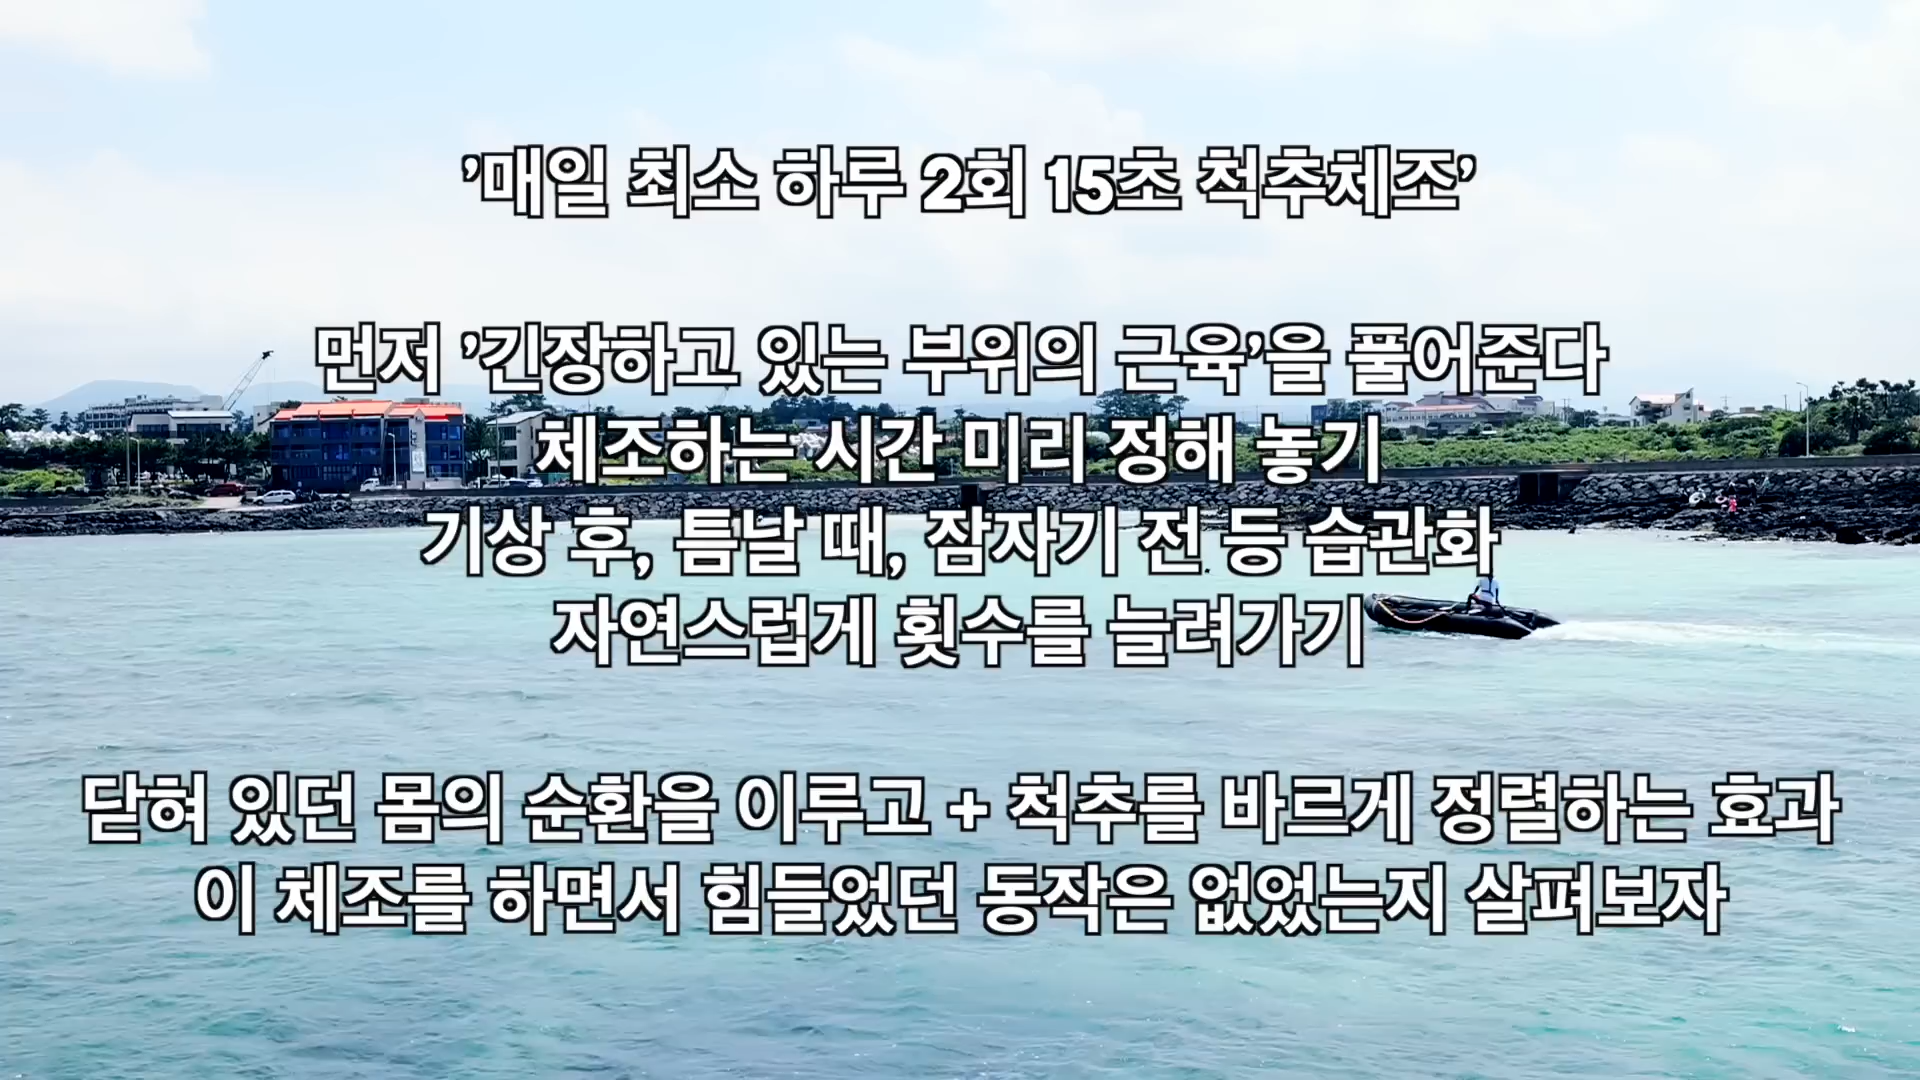 ’매일 최소 하루 2회 15초 척추체조’
먼저 ’긴장하고 있는 부위의 근육’을 풀어준다
체조하는 시간 미리 정해 놓기
기상 후, 틈날 때, 잠자기 전 등 습관화
자연스럽게 횟수를 늘려가기
닫혀 있던 몸의 순환을 이루고 + 척추를 바르게 정렬하는 효과
이 체조를 하면서 힘들었던 동작은 없었는지 살펴보자